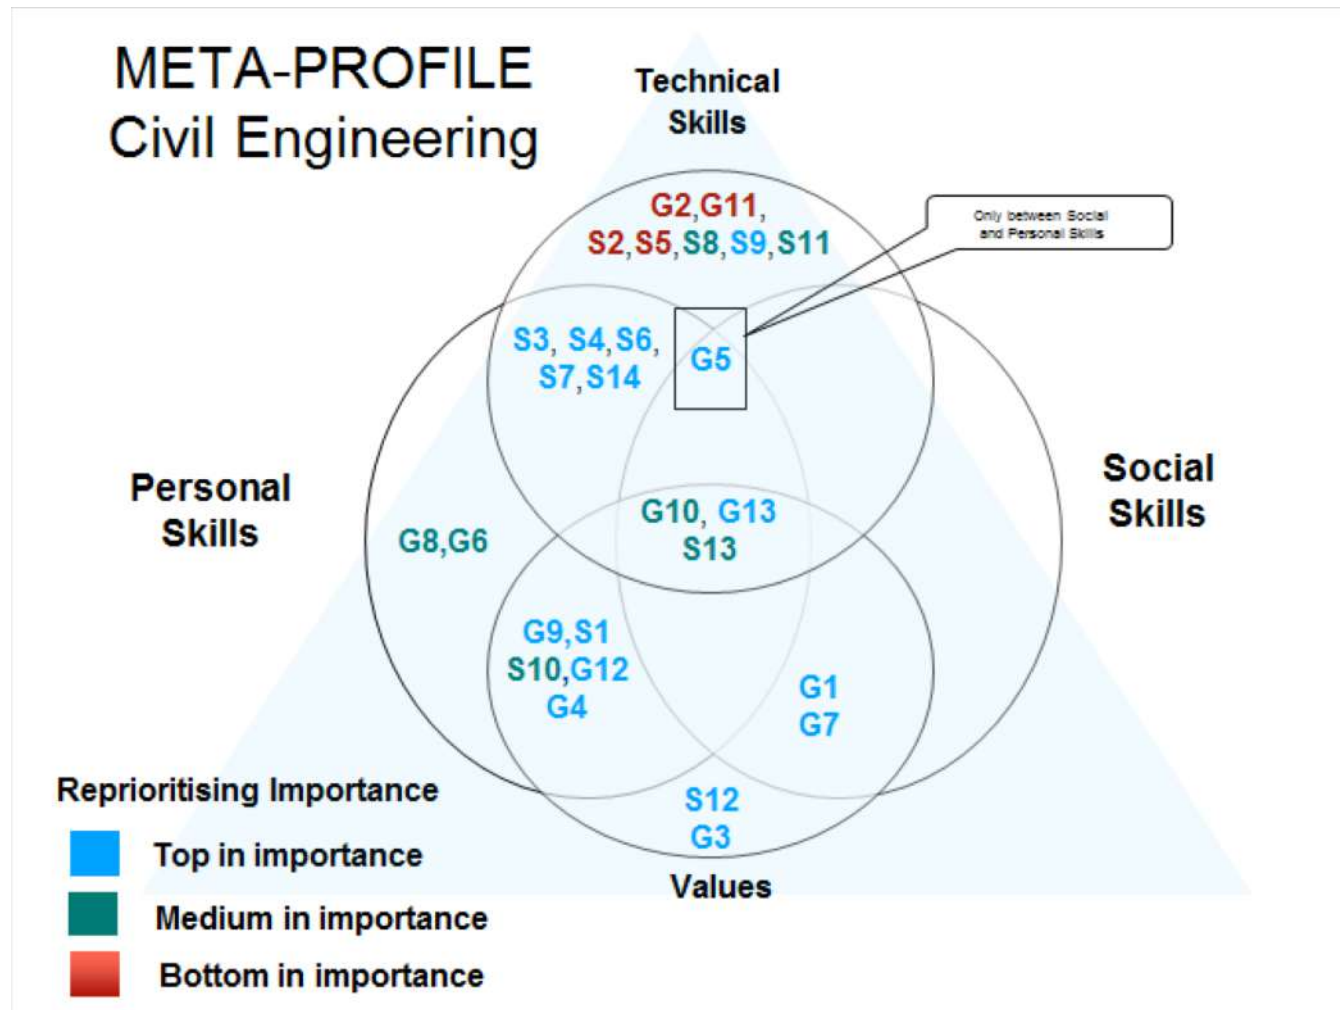 META-PROFILE
Civil Engineering
Technical
Skills
G2,G11,
S2,S5,S8,S9,S11
Only between Social
and Personal Skills
S3, S4,S6,
S7,S14
G5
Personal
Skills
Social
Skills
G10, G13
S13
G8,G6
G9,S1
S10,G12
G4
G1
G7
S12
G3
Values
Reprioritising Importance
Top in importance
Medium in importance
Bottom in importance